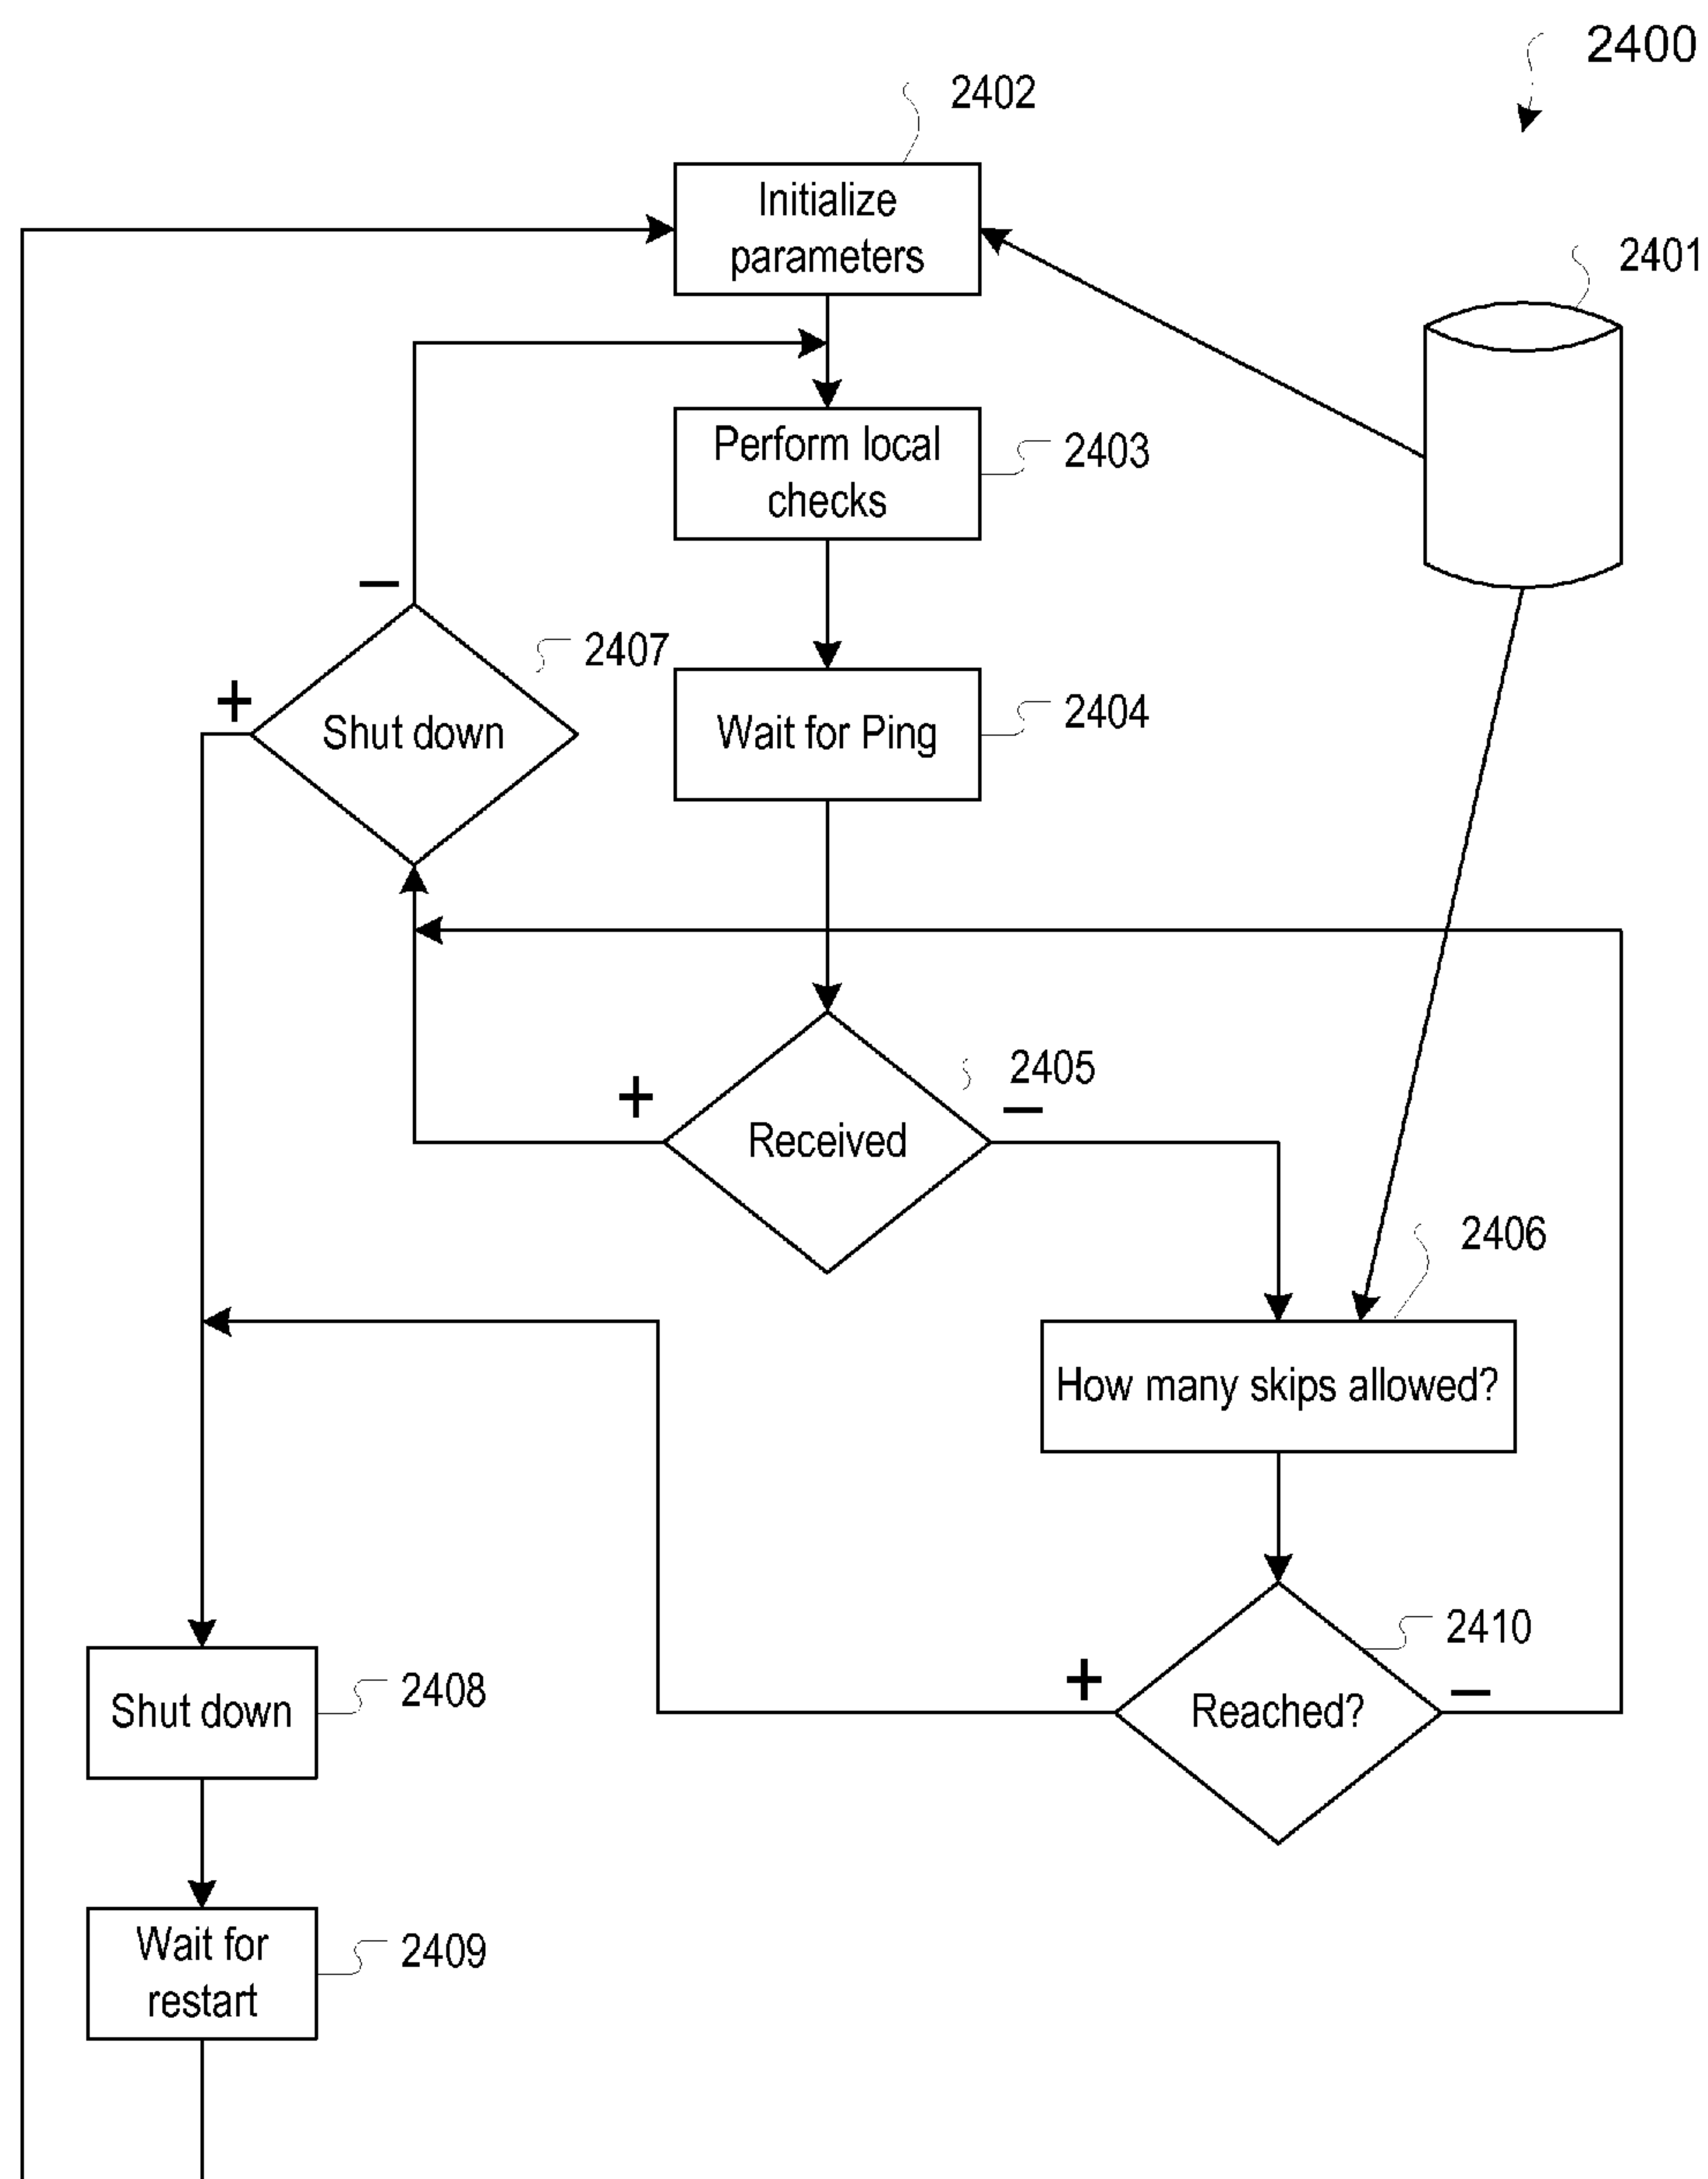 2400
2402
Initialize
parameters
2401
Perform local
checks
2403
−
2407
+
Shut down
Wait for Ping
2404
2405
+
−
Received
2406
How many skips allowed?
2410
+
−
Reached?
Shut down
2408
Wait for
restart
2409